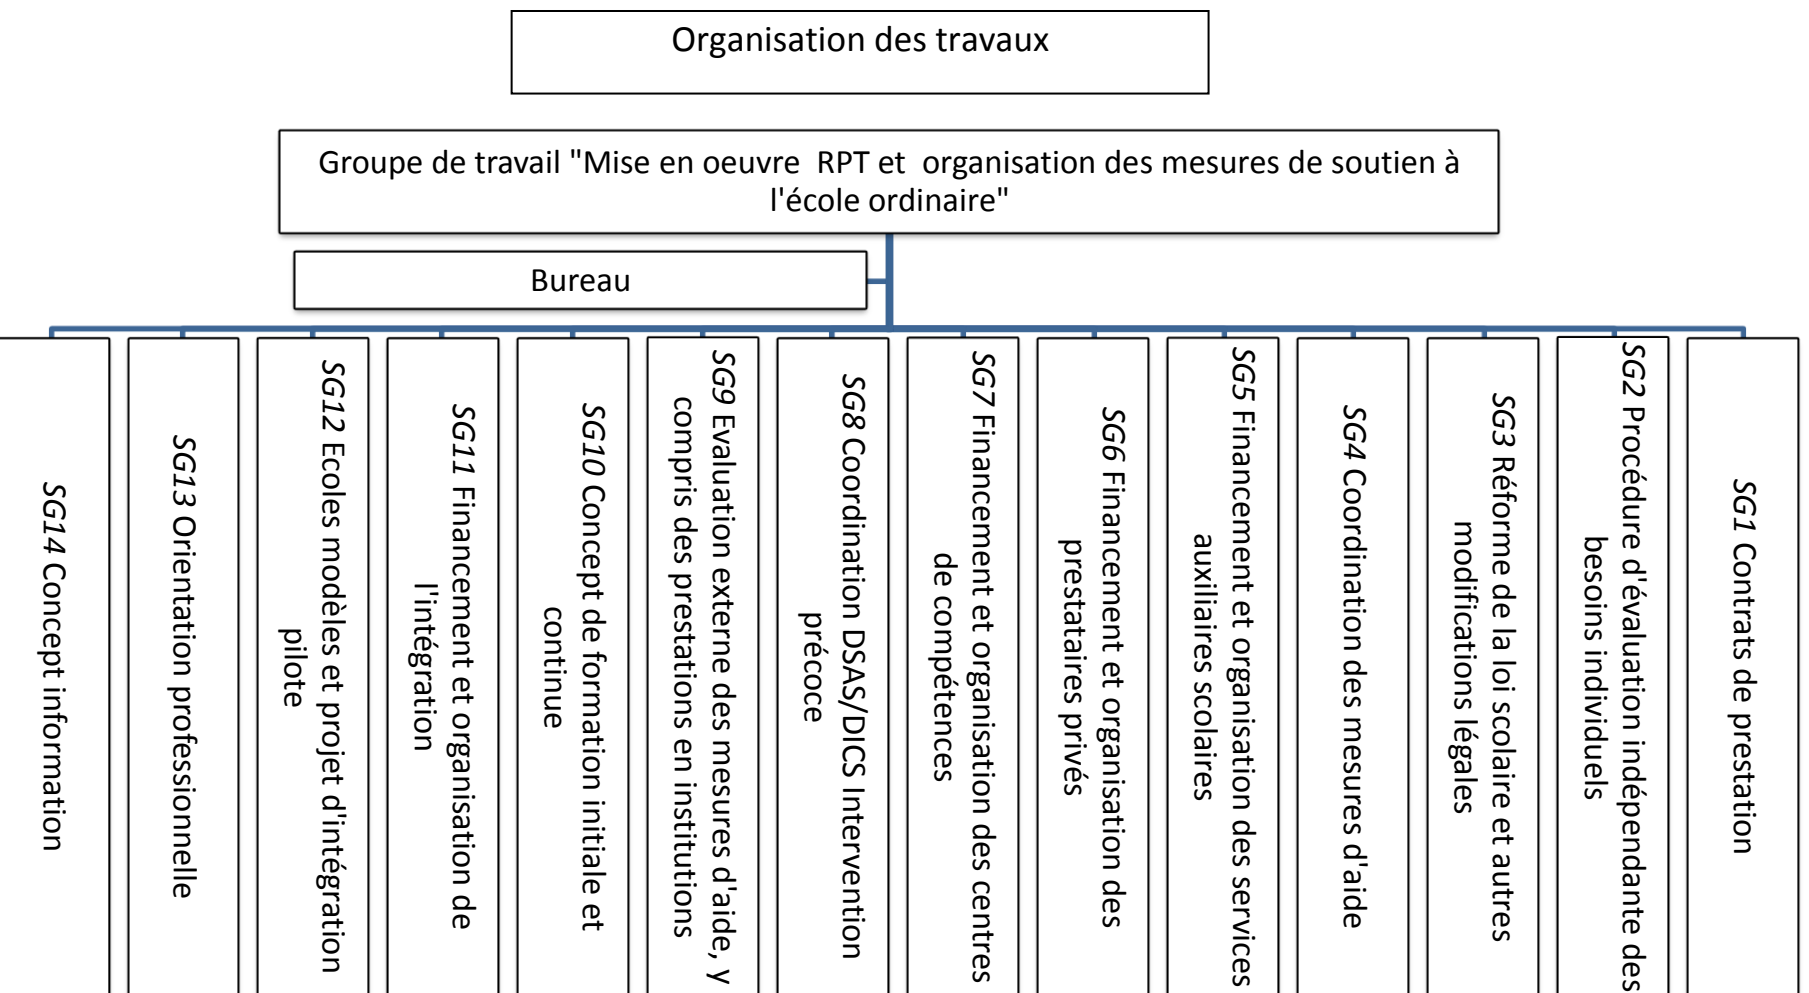 Organisation des travaux
Groupe de travail "Mise en oeuvre RPT et organisation des mesures de soutien à
l'école ordinaire"
Bureau
SG14 Concept information
SG13 Orientation professionnelle
SG12 Ecoles modèles et projet d'intégration
pilote
SG11 Financement et organisation de
l'intégration
SG10 Concept de formation initiale et
continue
SG9 Evaluation externe des mesures d'aide, y
compris des prestations en institutions
SG8 Coordination DSAS/DICS Intervention
précoce
SG7 Financement et organisation des centres
de compétences
SG6 Financement et organisation des
prestataires privés
SG5 Financement et organisation des services
auxiliaires scolaires
SG4 Coordination des mesures d'aide
SG3 Réforme de la loi scolaire et autres
modifications légales
SG2 Procédure d'évaluation indépendante des
besoins individuels
SG1 Contrats de prestation